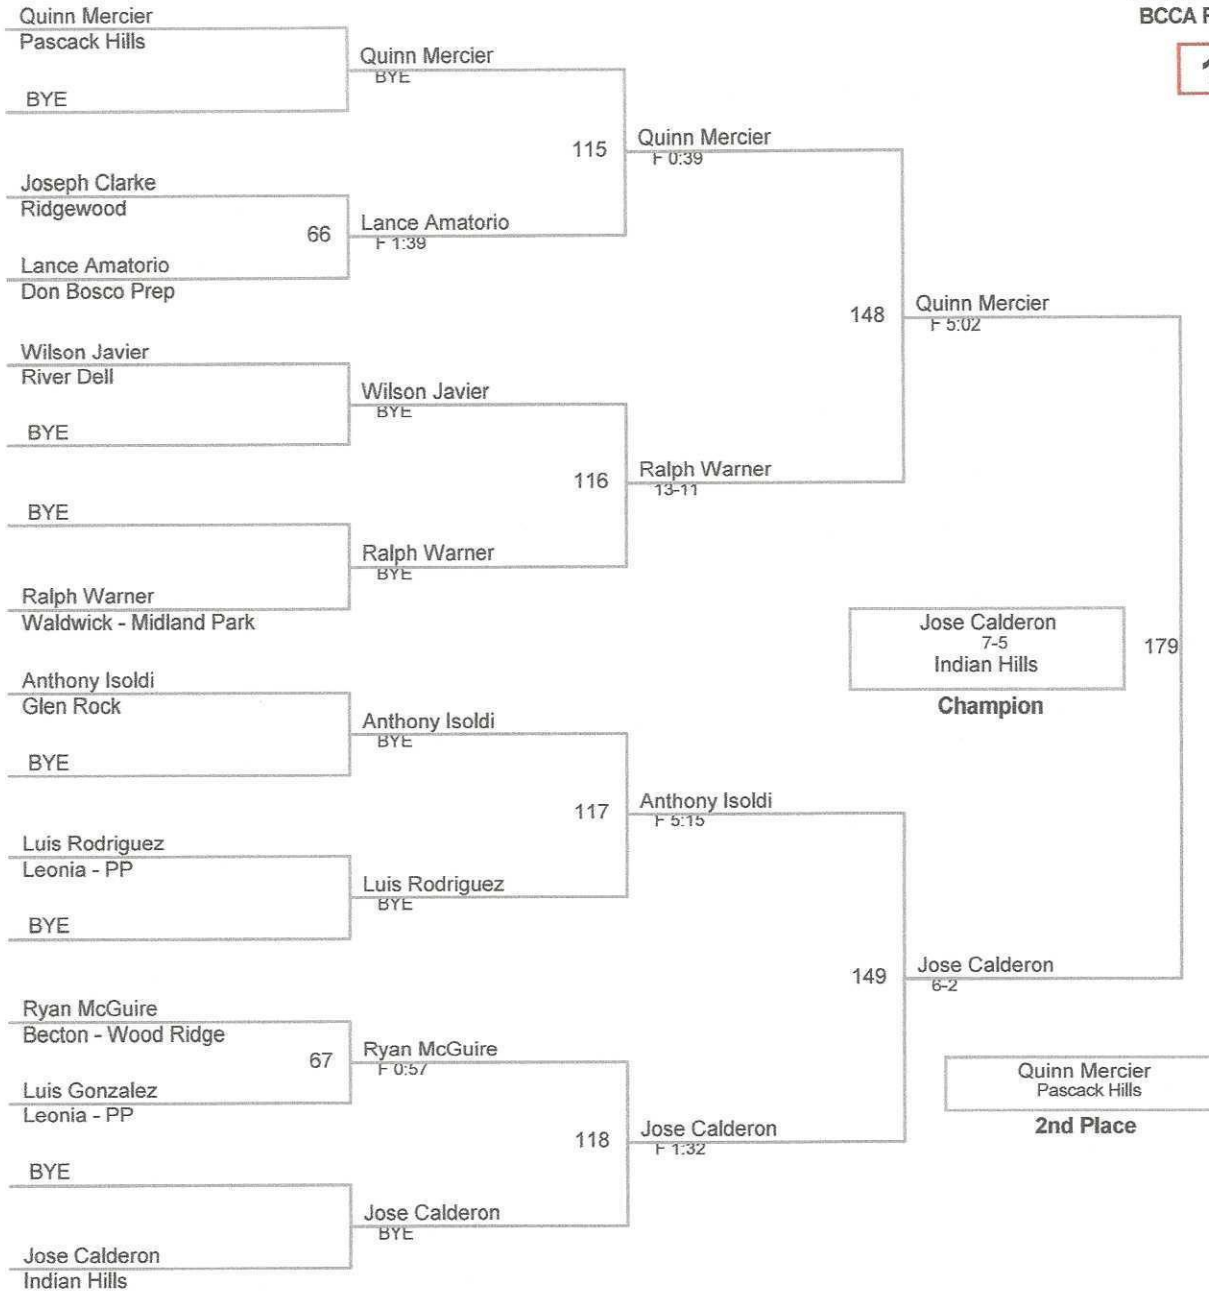 BCCA
Quinn Mercier
Pascack Hills
BYE
Quinn Mercier
BYE
115
Quinn Mercier
F 0:39
Joseph Clarke
Ridgewood
66
Lance Amatorio
F 1:39
Lance Amatorio
Don Bosco Prep
148
Quinn Mercier
F 5:02
Wilson Javier
River Dell
BYE
Wilson Javier
BYE
116
Ralph Warner
13-11
BYE
Ralph Warner
BYE
Ralph Warner
Waldwick - Midland Park
Jose Calderon
7-5
Indian Hills
Champion
179
Anthony Isoldi
Glen Rock
BYE
Anthony Isoldi
BYE
117
Anthony Isoldi
F 5:15
Luis Rodriguez
Leonia - PP
BYE
Luis Rodriguez
BYE
149
Jose Calderon
6-2
Ryan McGuire
Becton - Wood Ridge
67
Ryan McGuire
F 0:57
Luis Gonzalez
Leonia - PP
118
Jose Calderon
F 1:32
BYE
Jose Calderon
BYE
Jose Calderon
Indian Hills
Quinn Mercier
Pascack Hills
2nd Place